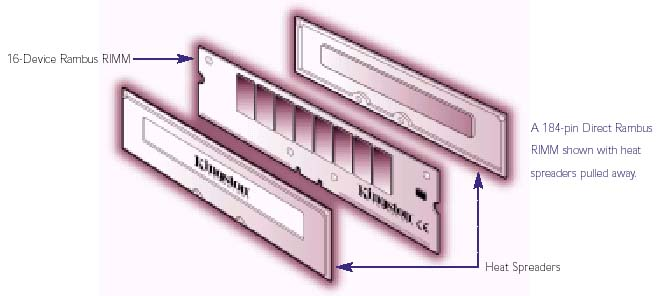 16-Device Rambus RIMM
Kingston
Kingston CE
A 184-pin Direct Rambus
RIMM shown with heat
spreaders pulled away.
Heat Spreaders